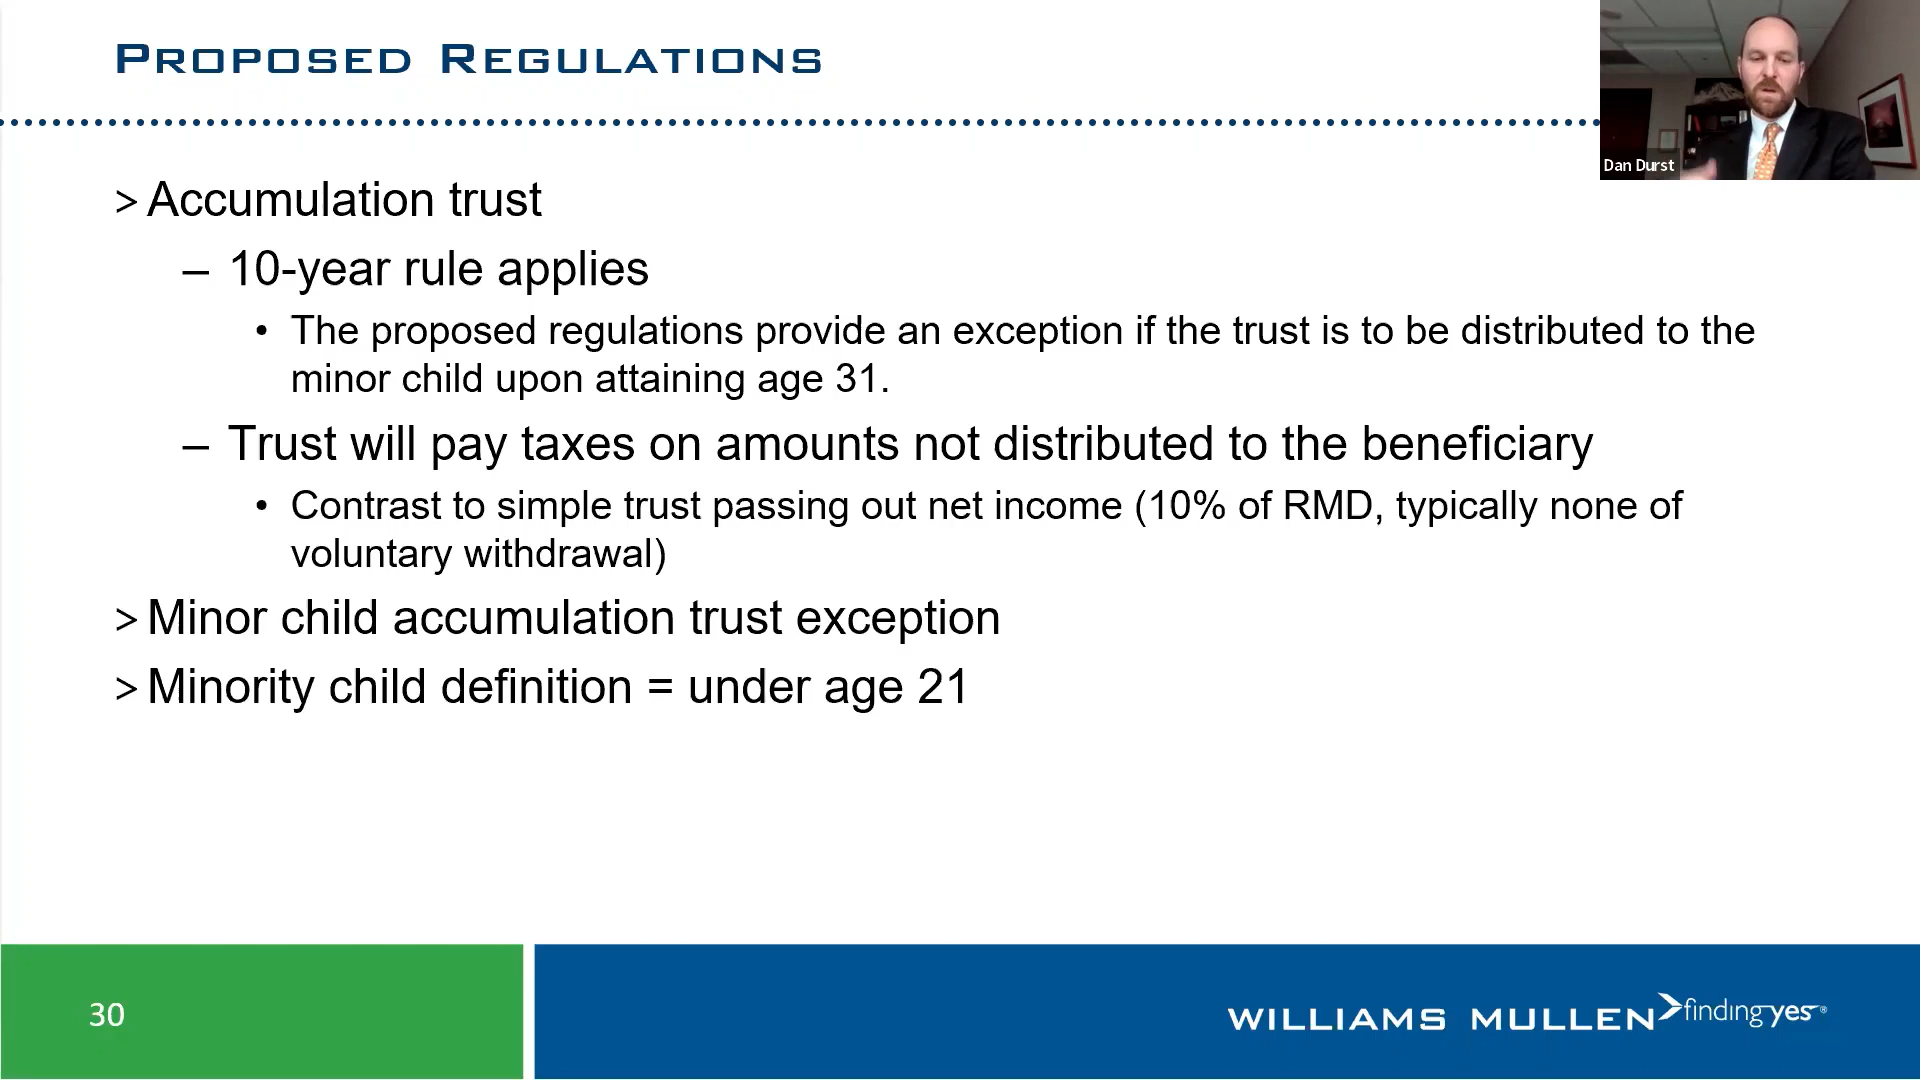 PROPOSED REGULATIONS
Dan Durst
> Accumulation trust
– 10-year rule applies
• The proposed regulations provide an exception if the trust is to be distributed to the
minor child upon attaining age 31.
– Trust will pay taxes on amounts not distributed to the beneficiary
• Contrast to simple trust passing out net income (10% of RMD, typically none of
voluntary withdrawal)
> Minor child accumulation trust exception
> Minority child definition = under age 21
30
WILLIAMS MULLEN finding yes®